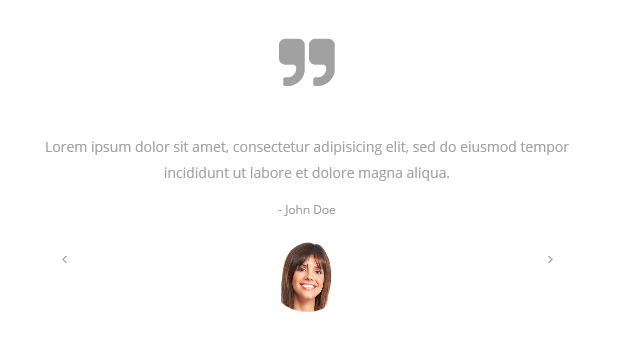 Lorem ipsum dolor sit amet, consectetur adipisicing elit, sed do eiusmod tempor
incididunt ut labore et dolore magna aliqua.
- John Doe